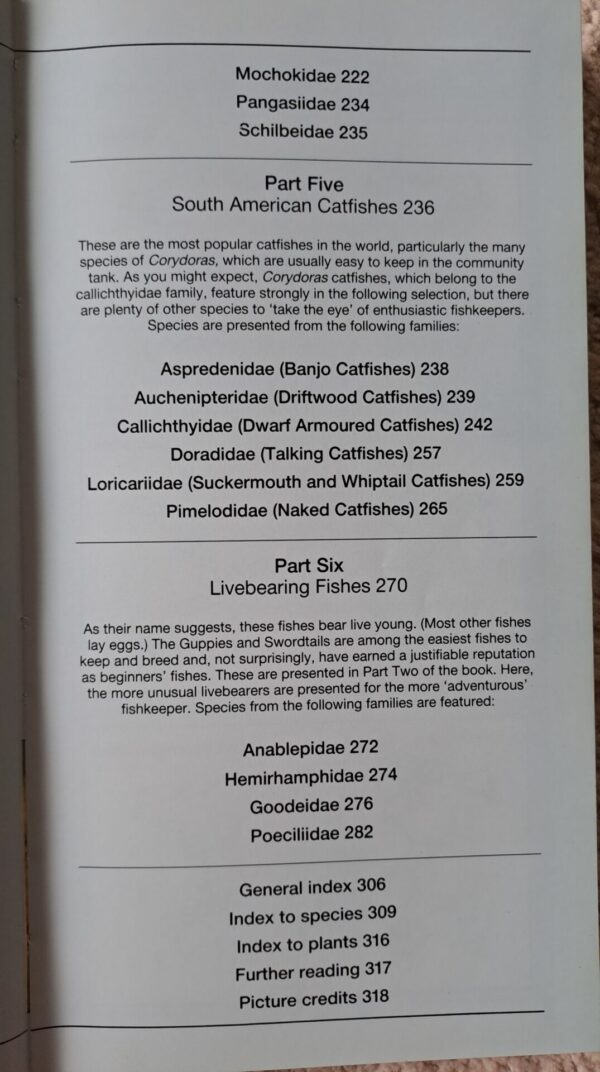 Mochokidae 222
Pangasiidae 234
Schilbeidae 235
Part Five
South American Catfishes 236
These are the most popular catfishes in the world, particularly the many
species of Corydoras, which are usually easy to keep in the community
tank. As you might expect, Corydoras catfishes, which belong to the
callichthyidae family, feature strongly in the following selection, but there
are plenty of other species to ‘take the eye’ of enthusiastic fishkeepers.
Species are presented from the following families:
Aspredenidae (Banjo Catfishes) 238
Auchenipteridae (Driftwood Catfishes) 239
Callichthyidae (Dwarf Armoured Catfishes) 242
Doradidae (Talking Catfishes) 257
Loricariidae (Suckermouth and Whiptail Catfishes) 259
Pimelodidae (Naked Catfishes) 265
Part Six
Livebearing Fishes 270
As their name suggests, these fishes bear live young. (Most other fishes
lay eggs.) The Guppies and Swordtails are among the easiest fishes to
keep and breed and, not surprisingly, have earned a justifiable reputation
as beginners’ fishes. These are presented in Part Two of the book. Here,
the more unusual livebearers are presented for the more ‘adventurous’
fishkeeper. Species from the following families are featured:
Anablepidae 272
Hemirhamphidae 274
Goodeidae 276
Poeciliidae 282
General index 306
Index to species 309
Index to plants 316
Further reading 317
Picture credits 318